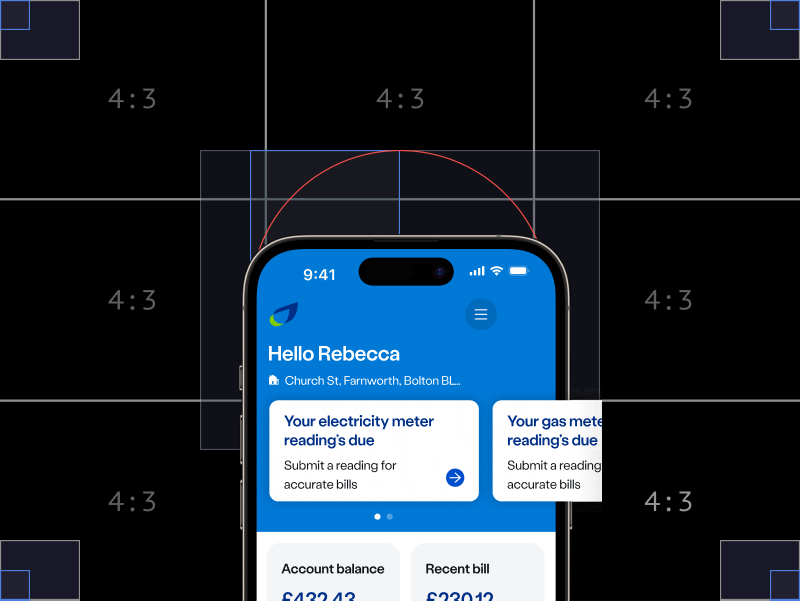 4:3
4:3
4:3
9:41
Hello Rebecca
4:3
4:3
Church St, Farnworth, Bolton BL...
Your electricity meter
reading's due
Submit a reading for
accurate bills
Your gas mete
reading's due
Submit a reading
accurate bills
4:3
4:3
Account balance
Recent bill
£432.43
£230.12